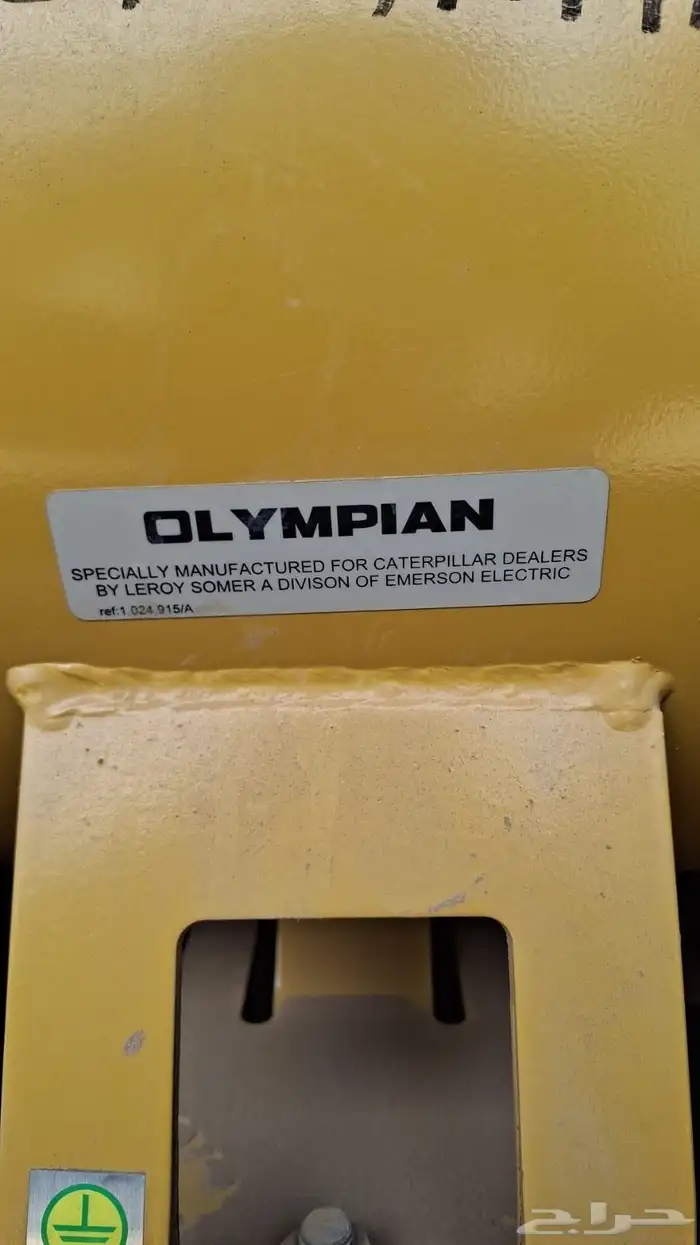 OLYMPIAN
SPECIALLY MANUFACTURED FOR CATERPILLAR DEALERS
BY LEROY SOMER A DIVISON OF EMERSON ELECTRIC
ref:1.024.915/A
حراج